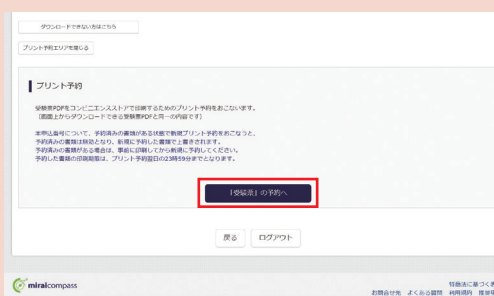 ダウンロードできない方はこちら
プリント予約エリアを閉じる
プリント予約
受験票PDFをコンビニエンスストアで印刷するためのプリント予約をおこないます。
(画面上からダウンロードできる受験票PDFと同一の内容です)
本申込番号について、予約済みの書類がある状態で新規プリント予約をおこなうと、
予約済みの書類は無効となり、新規に予約した書類で上書きされます。
予約済みの書類がある場合は、事前に印刷してから新規に予約してください。
予約した書類の印刷期限は、プリント予約翌日の23時59分までとなります。
「受験票」の予約へ
戻る ログアウト
miraicompass
特商法に基づく表
お問合せ先 よくある質問 利用規約 推奨